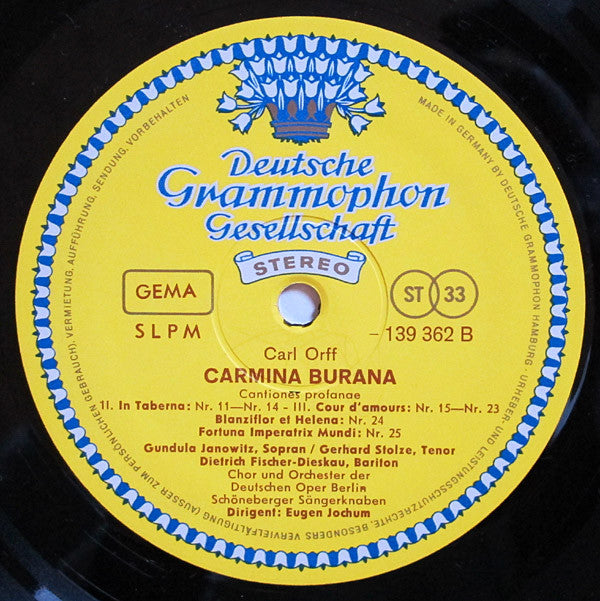 Deutsche
Grammophon
Gesellschaft
STEREO
GEMA
SLPM
ST 33
139 362 B
Carl Orff
CARMINA BURANA
Cantiones profanae
11. In Taberna: Nr. 11—Nr. 14 - III. Cour d'amours: Nr. 15—Nr. 23
Blanziflor et Helena: Nr. 24
Fortuna Imperatrix Mundi: Nr. 25
Gundula Janowitz, Sopran / Gerhard Stolze, Tenor
Dietrich Fischer-Dieskau, Bariton
Chor und Orchester der
Deutschen Oper Berlin
Schöneberger Sängerknaben
Dirigent: Eugen Jochum
MADE IN GERMANY BY DEUTSCHE GRAMMOPHON HAMBURG · URHEBER- UND LEISTUNGSSCHUTZRECHTE, BESONDERS VERVIELFÄLTIGUNG (AUSSER ZUM PERSÖNLICHEN GEBRAUCH), VERMIETUNG, AUFFÜHRUNG, SENDUNG, VORBEHALTEN